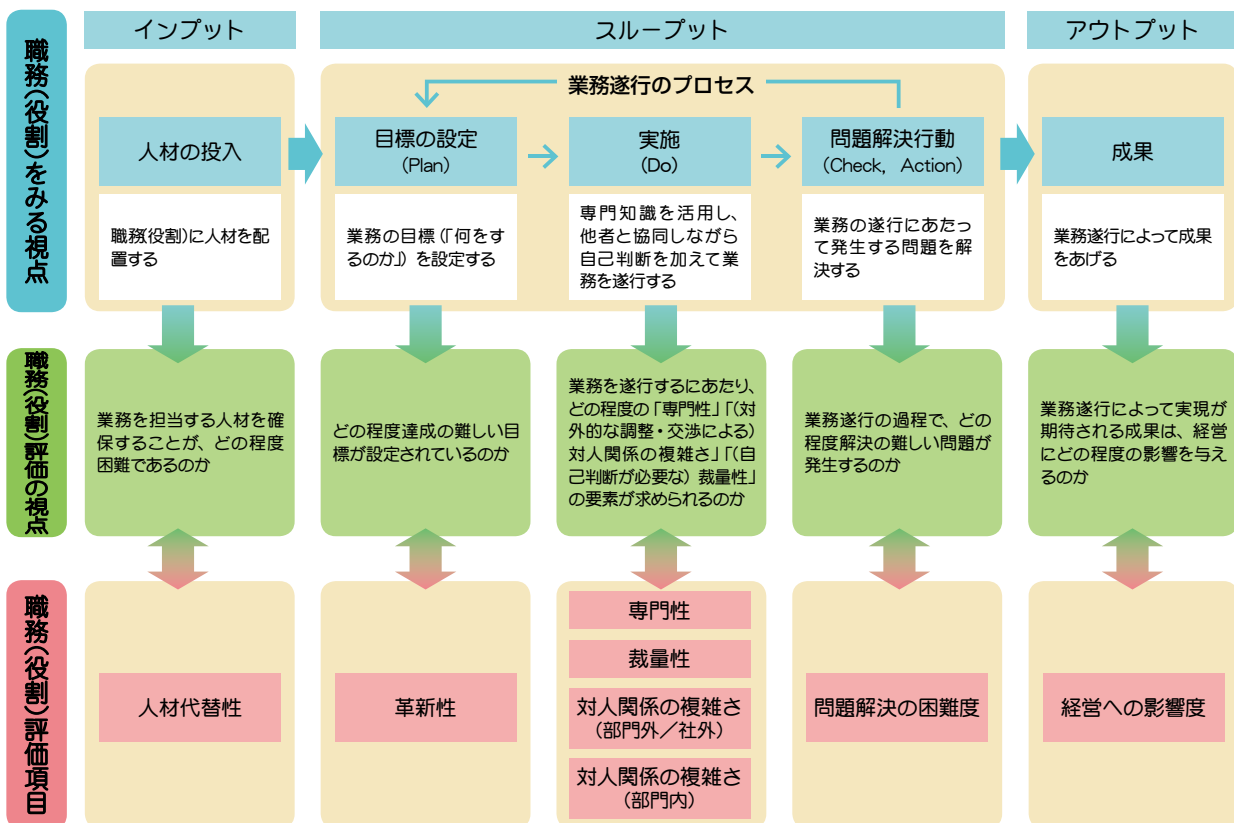 インプット
スループット
アウトプット
職務(役割)をみる視点
業務遂行のプロセス
人材の投入
目標の設定
(Plan)
実施
(Do)
問題解決行動
(Check, Action)
成果
職務(役割)に人材を配
置する
業務の目標(「何をす
るのか」)を設定する
専門知識を活用し、
他者と協同しながら
自己判断を加えて業
務を遂行する
業務の遂行にあたっ
て発生する問題を解
決する
業務遂行によって成果
をあげる
職務(役割)評価の視点
業務を担当する人材を確
保することが、どの程度
困難であるのか
どの程度達成の難しい目
標が設定されているのか
業務を遂行するにあたり、
どの程度の「専門性」「(対
外的な調整・交渉による)
対人関係の複雑さ」「(自
己判断が必要な) 裁量性」
の要素が求められるのか
業務遂行の過程で、どの
程度解決の難しい問題が
発生するのか
業務遂行によって実現が
期待される成果は、経営
にどの程度の影響を与え
るのか
職務(役割)評価項目
人材代替性
革新性
専門性
裁量性
対人関係の複雑さ
(部門外/社外)
対人関係の複雑さ
(部門内)
問題解決の困難度
経営への影響度